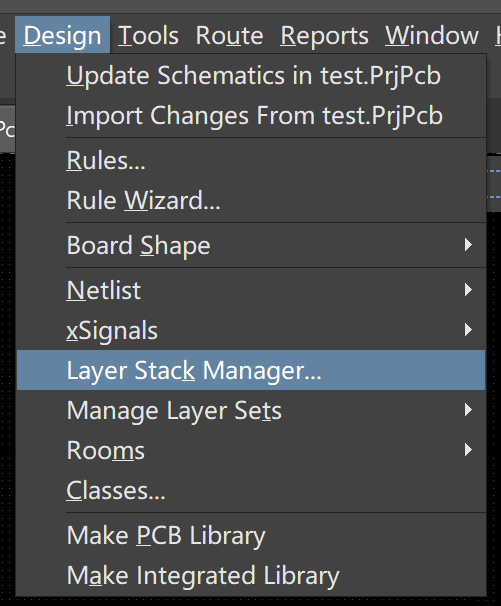 Design Tools Route Reports Window
Update Schematics in test.PrjPcb
Import Changes From test.PrjPcb
Rules...
Rule Wizard...
Board Shape
Netlist
xSignals
Layer Stack Manager...
Manage Layer Sets
Rooms
Classes...
Make PCB Library
Make Integrated Library